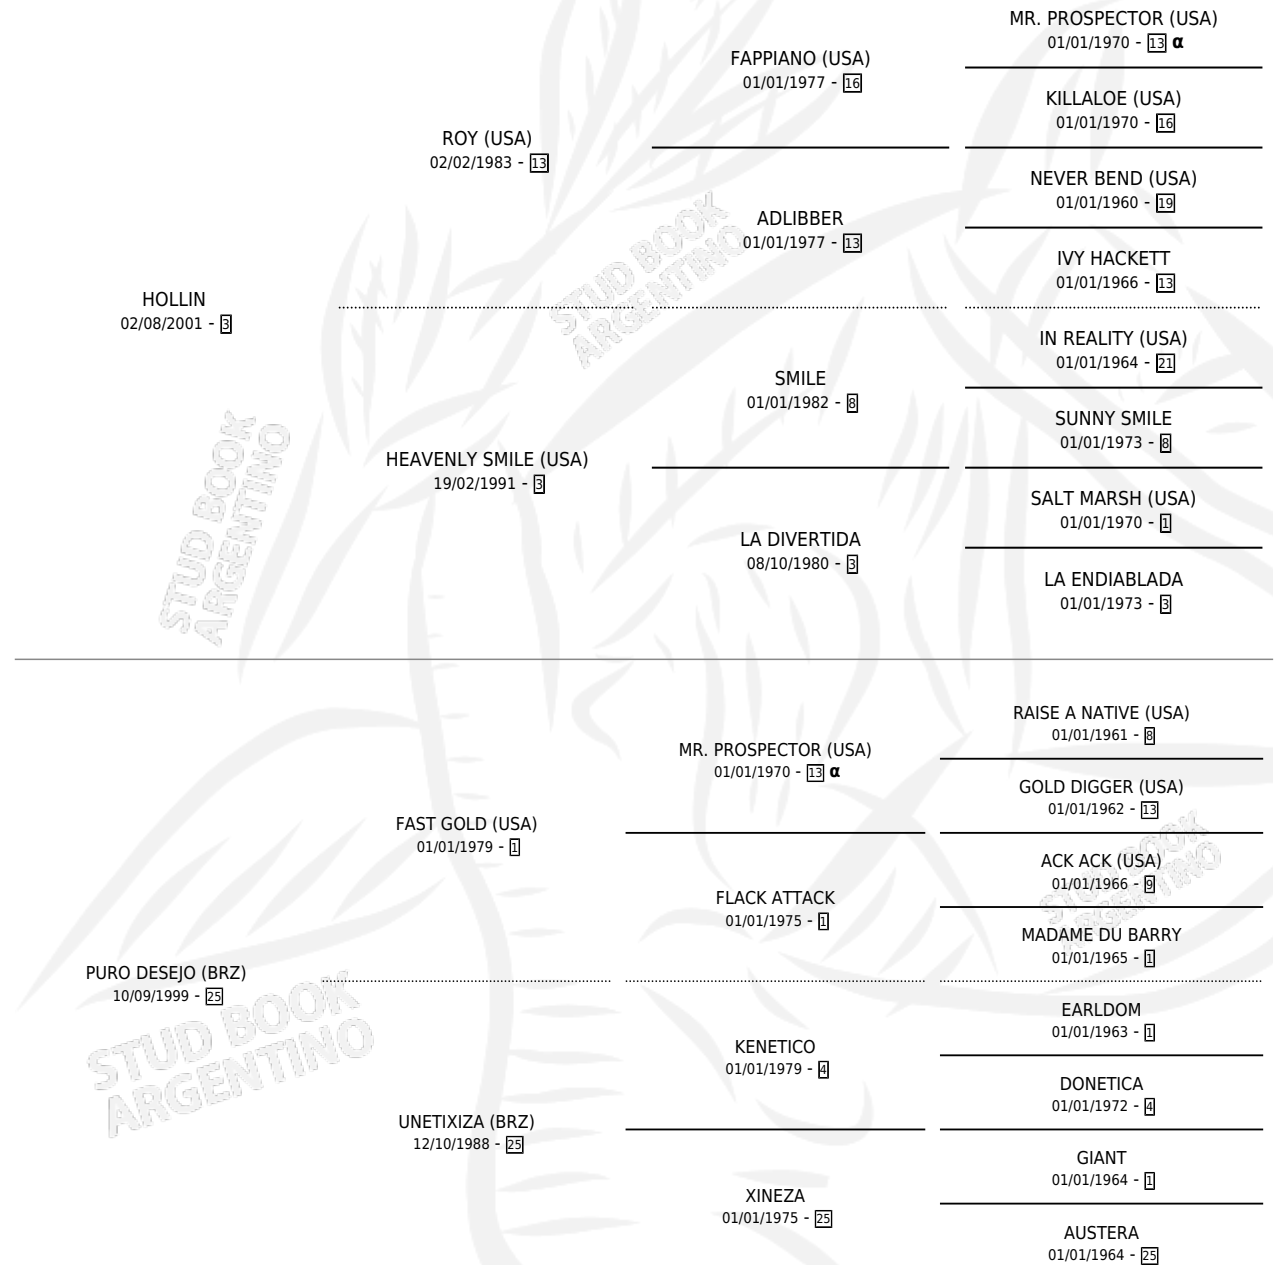 HOLLIN
02/08/2001 - 3
ROY (USA)
02/02/1983 - 13
FAPPIANO (USA)
01/01/1977 - 16
MR. PROSPECTOR (USA)
01/01/1970 - 13 α
KILLALOE (USA)
01/01/1970 - 16
ADLIBBER
01/01/1977 - 13
NEVER BEND (USA)
01/01/1960 - 19
IVY HACKETT
01/01/1966 - 13
HEAVENLY SMILE (USA)
19/02/1991 - 3
SMILE
01/01/1982 - 8
IN REALITY (USA)
01/01/1964 - 21
SUNNY SMILE
01/01/1973 - 8
LA DIVERTIDA
08/10/1980 - 3
SALT MARSH (USA)
01/01/1970 - 1
LA ENDIABLADA
01/01/1973 - 3
PURO DESEJO (BRZ)
10/09/1999 - 25
FAST GOLD (USA)
01/01/1979 - 1
MR. PROSPECTOR (USA)
01/01/1970 - 13 α
RAISE A NATIVE (USA)
01/01/1961 - 8
GOLD DIGGER (USA)
01/01/1962 - 13
FLACK ATTACK
01/01/1975 - 1
ACK ACK (USA)
01/01/1966 - 9
MADAME DU BARRY
01/01/1965 - 1
UNETIXIZA (BRZ)
12/10/1988 - 25
KENETICO
01/01/1979 - 4
EARLDOM
01/01/1963 - 1
DONETICA
01/01/1972 - 4
XINEZA
01/01/1975 - 25
GIANT
01/01/1964 - 1
AUSTERA
01/01/1964 - 25
STUD BOOK
ARGENTINO
STUD BOOK
ARGENTINO
STUD BOOK
ARGENTINO
STUD BOOK
ARGENTINO